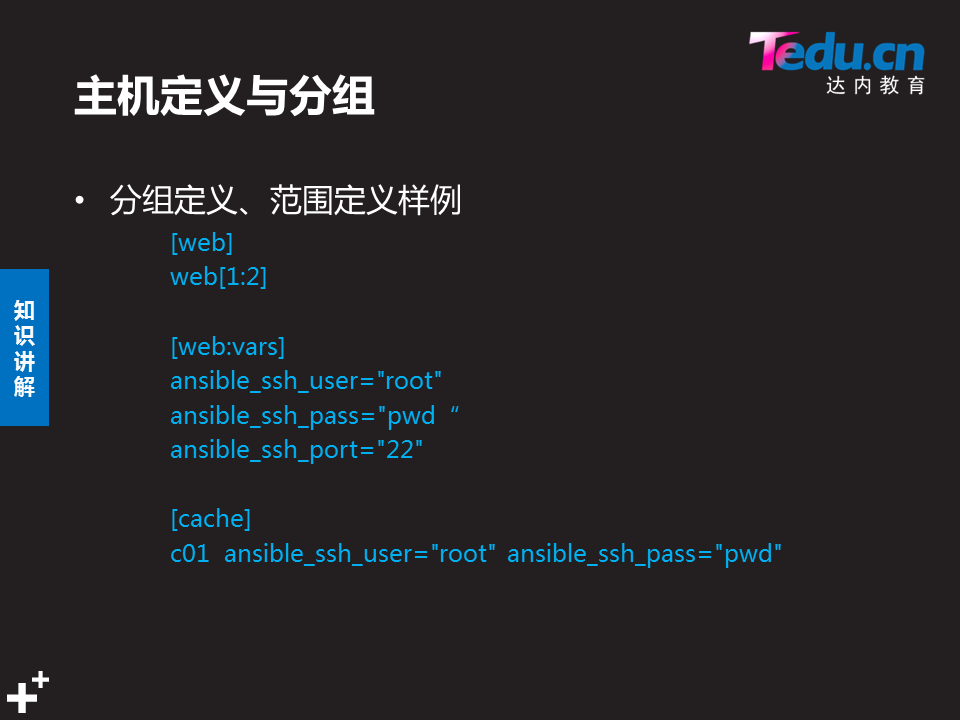 Tedu.cn
达内教育
主机定义与分组
• 分组定义、范围定义样例
[web]
web[1:2]
[web:vars]
ansible_ssh_user="root"
ansible_ssh_pass="pwd“
ansible_ssh_port="22"
[cache]
c01 ansible_ssh_user="root" ansible_ssh_pass="pwd"
知识讲解